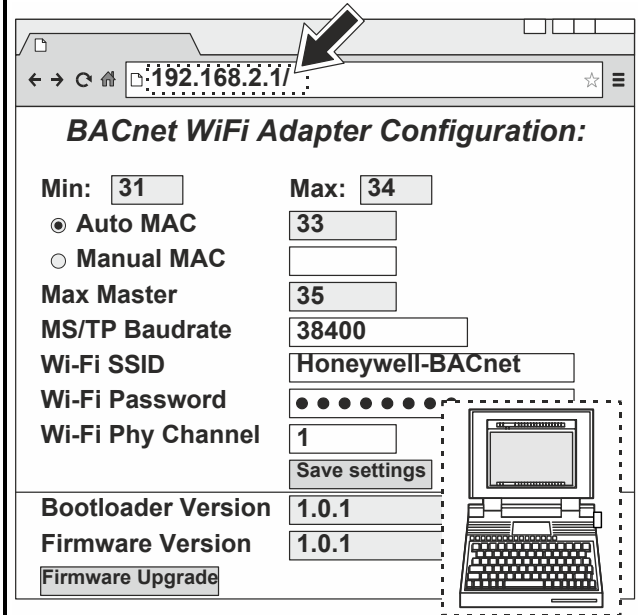 192.168.2.1/
BACnet WiFi Adapter Configuration:
Min: 31 Max: 34
Auto MAC 33
Manual MAC
Max Master 35
MS/TP Baudrate 38400
Wi-Fi SSID Honeywell-BACnet
Wi-Fi Password ●●●●●●●●
Wi-Fi Phy Channel 1
Save settings
Bootloader Version 1.0.1
Firmware Version 1.0.1
Firmware Upgrade